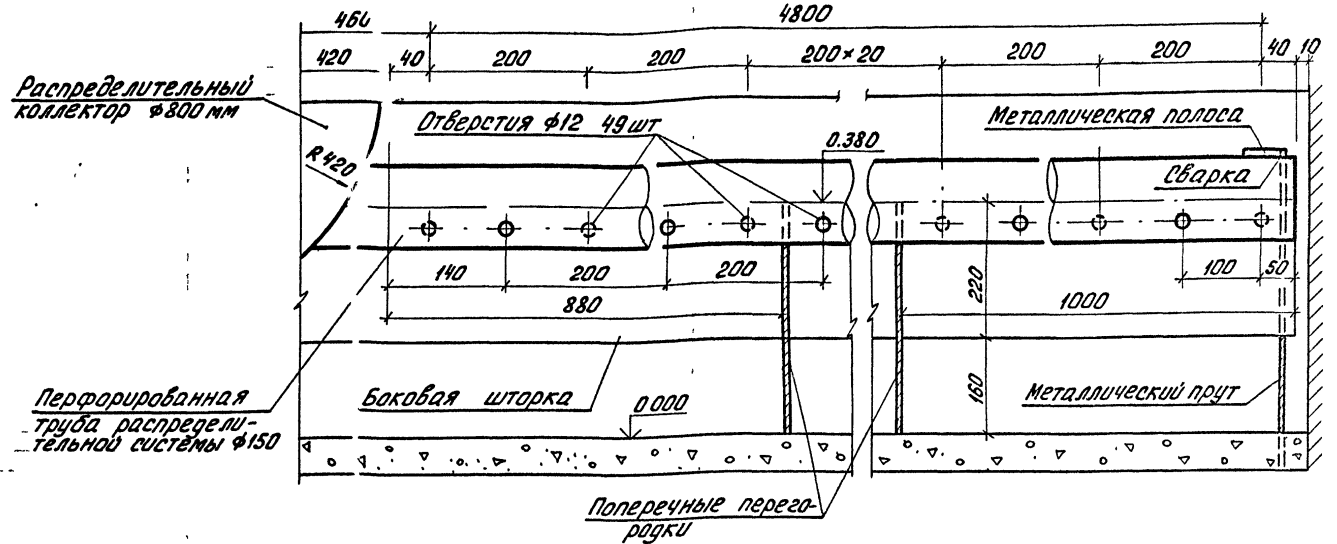 460
4800
420
40
200
200
200×20
200
200
40
10
Распределительный
коллектор ф800 мм
Отверстия ф12 49 шт
Металлическая полоса
0.380
R 420
Сварка
140
200
200
100
50
880
220
1000
Перфорированная
труба распредели-
тельной системы ф150
Боковая шторка
0.000
160
Металлический прут
Поперечные перего-
родки